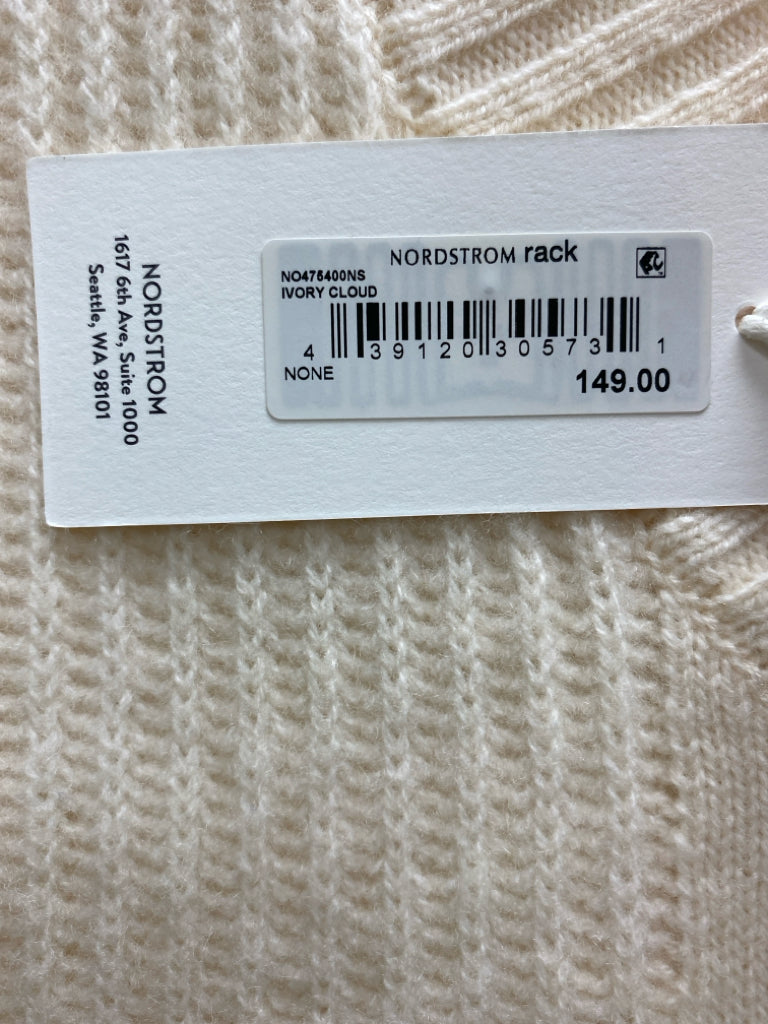 NORDSTROM rack
NO476400NS
IVORY CLOUD
4 39120 30573 1
NONE
149.00
NORDSTROM
1617 6th Ave, Suite 1000
Seattle, WA 98101